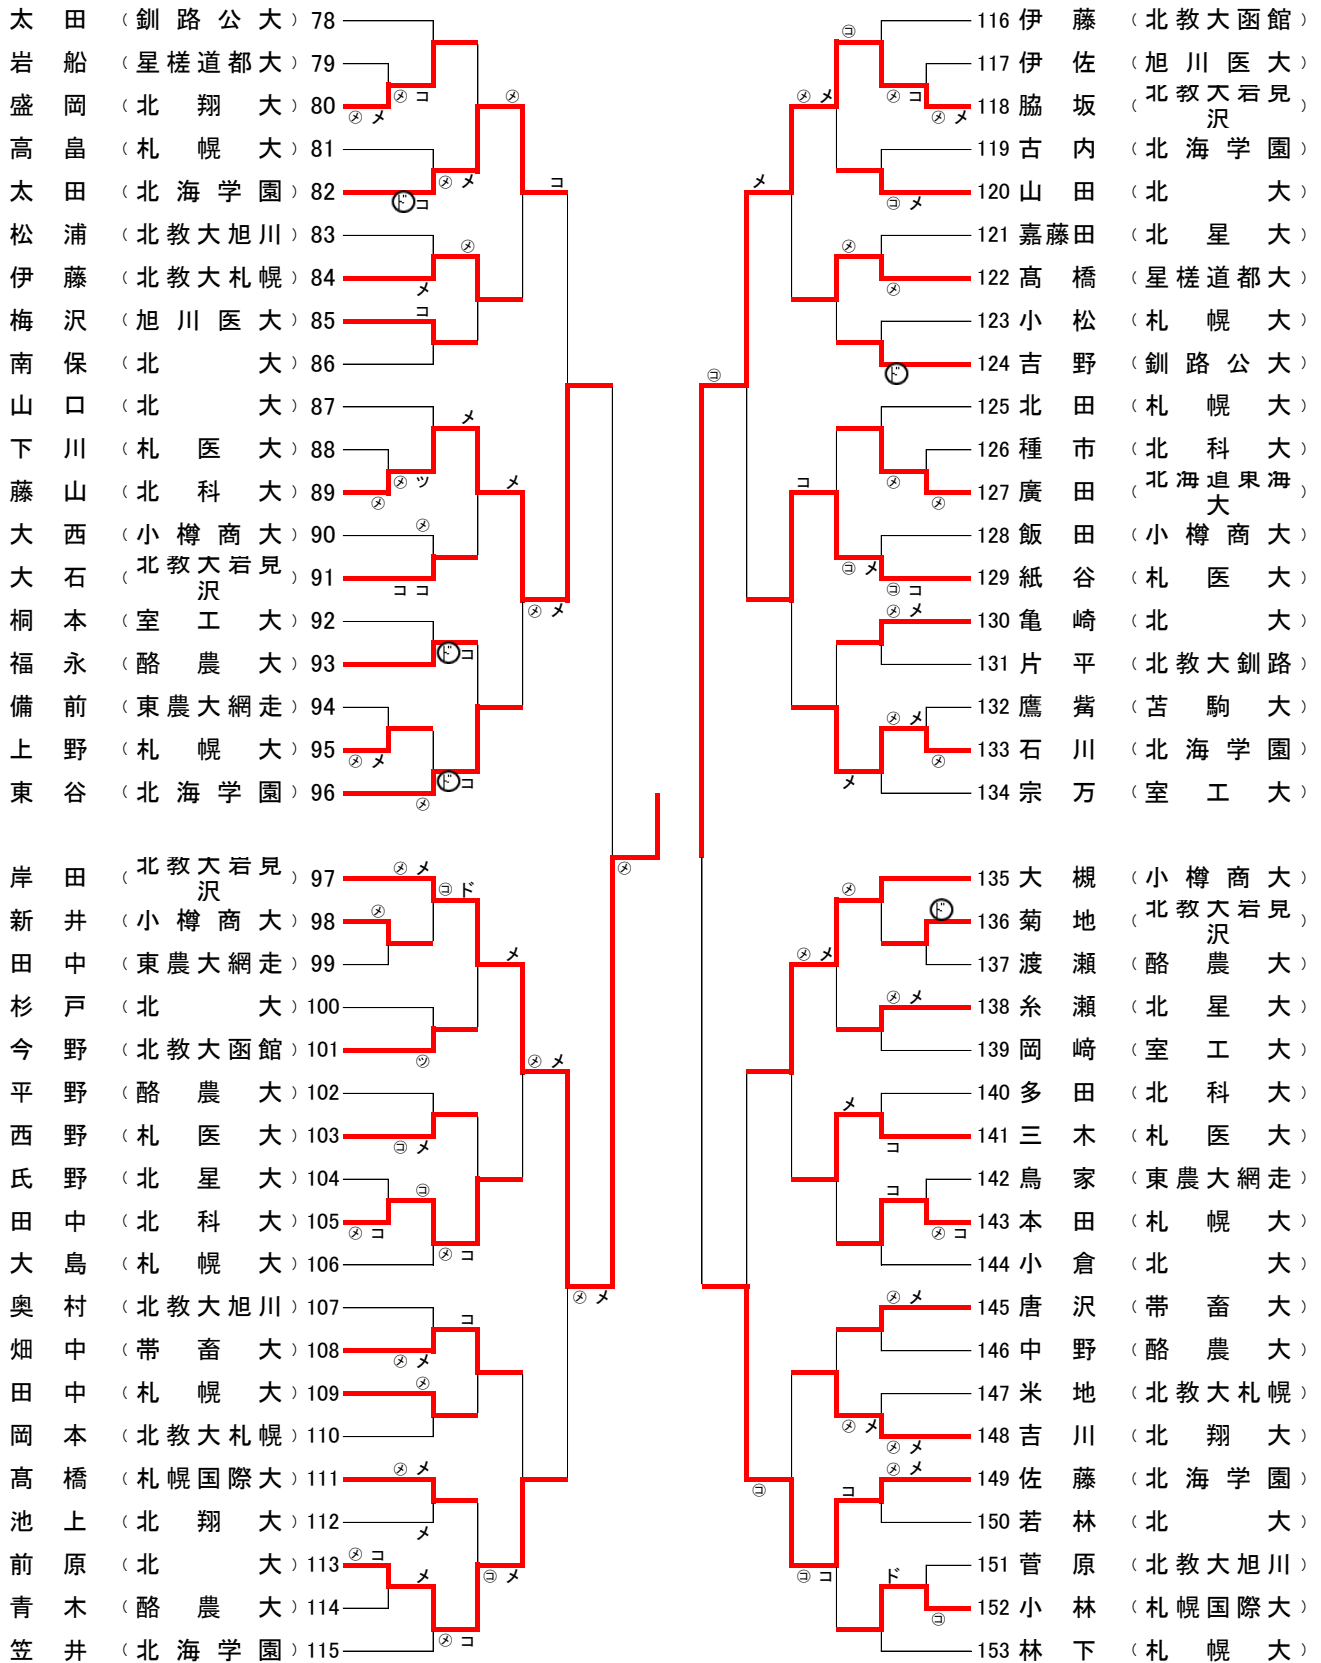 太田（釧路公大）78
岩船（星槎道都大）79
盛岡（北翔大）80
高畠（札幌大）81
太田（北海学園）82
松浦（北教大旭川）83
伊藤（北教大札幌）84
梅沢（旭川医大）85
南保（北大）86
山口（北大）87
下川（札医大）88
藤山（北科大）89
大西（小樽商大）90
大石（北教大岩見沢）91
桐本（室工大）92
福永（酪農大）93
備前（東農大網走）94
上野（札幌大）95
東谷（北海学園）96
岸田（北教大岩見沢）97
新井（小樽商大）98
田中（東農大網走）99
杉戸（北大）100
今野（北教大函館）101
平野（酪農大）102
西野（札医大）103
氏野（北星大）104
田中（北科大）105
大島（札幌大）106
奥村（北教大旭川）107
畑中（帯畜大）108
田中（札幌大）109
岡本（北教大札幌）110
髙橋（札幌国際大）111
池上（北翔大）112
前原（北大）113
青木（酪農大）114
笠井（北海学園）115
116 伊藤（北教大函館）
117 伊佐（旭川医大）
118 脇坂（北教大岩見沢）
119 古内（北海学園）
120 山田（北大）
121 嘉藤田（北星大）
122 髙橋（星槎道都大）
123 小松（札幌大）
124 吉野（釧路公大）
125 北田（札幌大）
126 種市（北科大）
127 廣田（北海道東海大）
128 飯田（小樽商大）
129 紙谷（札医大）
130 亀崎（北大）
131 片平（北教大釧路）
132 鷹觜（苫駒大）
133 石川（北海学園）
134 宗万（室工大）
135 大槻（小樽商大）
136 菊地（北教大岩見沢）
137 渡瀬（酪農大）
138 糸瀬（北星大）
139 岡﨑（室工大）
140 多田（北科大）
141 三木（札医大）
142 鳥家（東農大網走）
143 本田（札幌大）
144 小倉（北大）
145 唐沢（帯畜大）
146 中野（酪農大）
147 米地（北教大札幌）
148 吉川（北翔大）
149 佐藤（北海学園）
150 若林（北大）
151 菅原（北教大旭川）
152 小林（札幌国際大）
153 林下（札幌大）